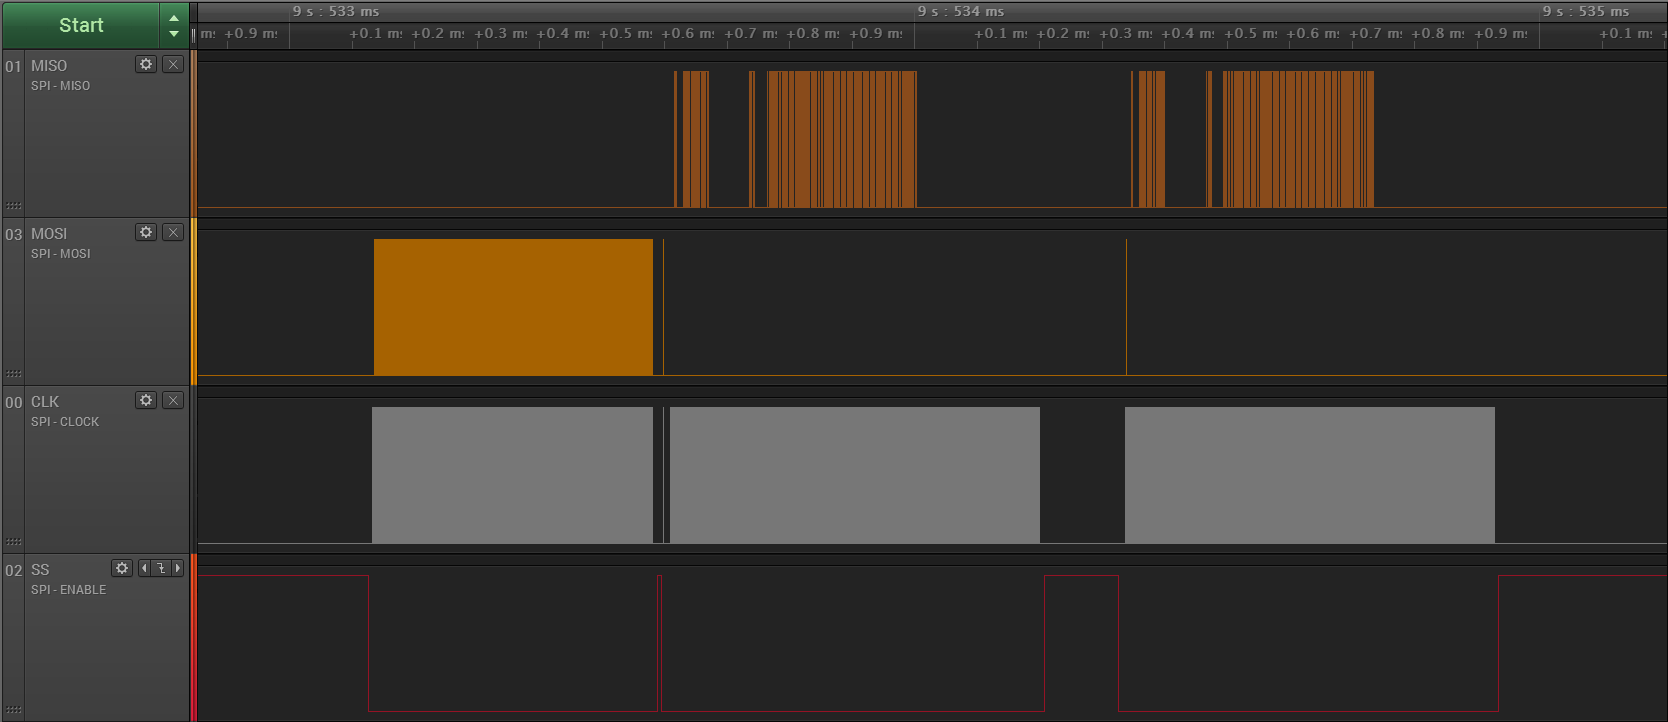 Start
9 s : 533 ms
9 s : 534 ms
9 s : 535 ms
+0.9 m
+0.1 m
+0.2 m
+0.3 m
+0.4 m
+0.5 m
+0.6 m
+0.7 m
+0.8 m
+0.9 m
+0.1 m
+0.2 m
+0.3 m
+0.4 m
+0.5 m
+0.6 m
+0.7 m
+0.8 m
+0.9 m
+0.1 m
01 MISO
SPI - MISO
03 MOSI
SPI - MOSI
00 CLK
SPI - CLOCK
02 SS
SPI - ENABLE